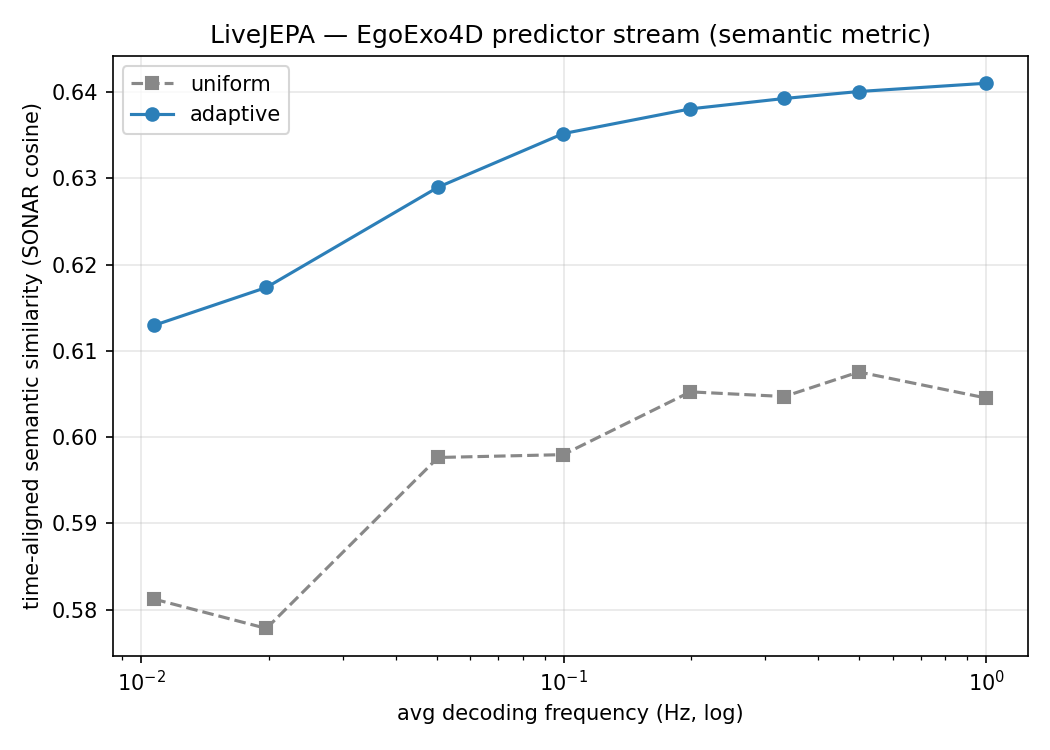 LiveJEPA — EgoExo4D predictor stream (semantic metric)
uniform
adaptive
time-aligned semantic similarity (SONAR cosine)
0.64
0.63
0.62
0.61
0.60
0.59
0.58
10⁻² 10⁻¹ 10⁰
avg decoding frequency (Hz, log)